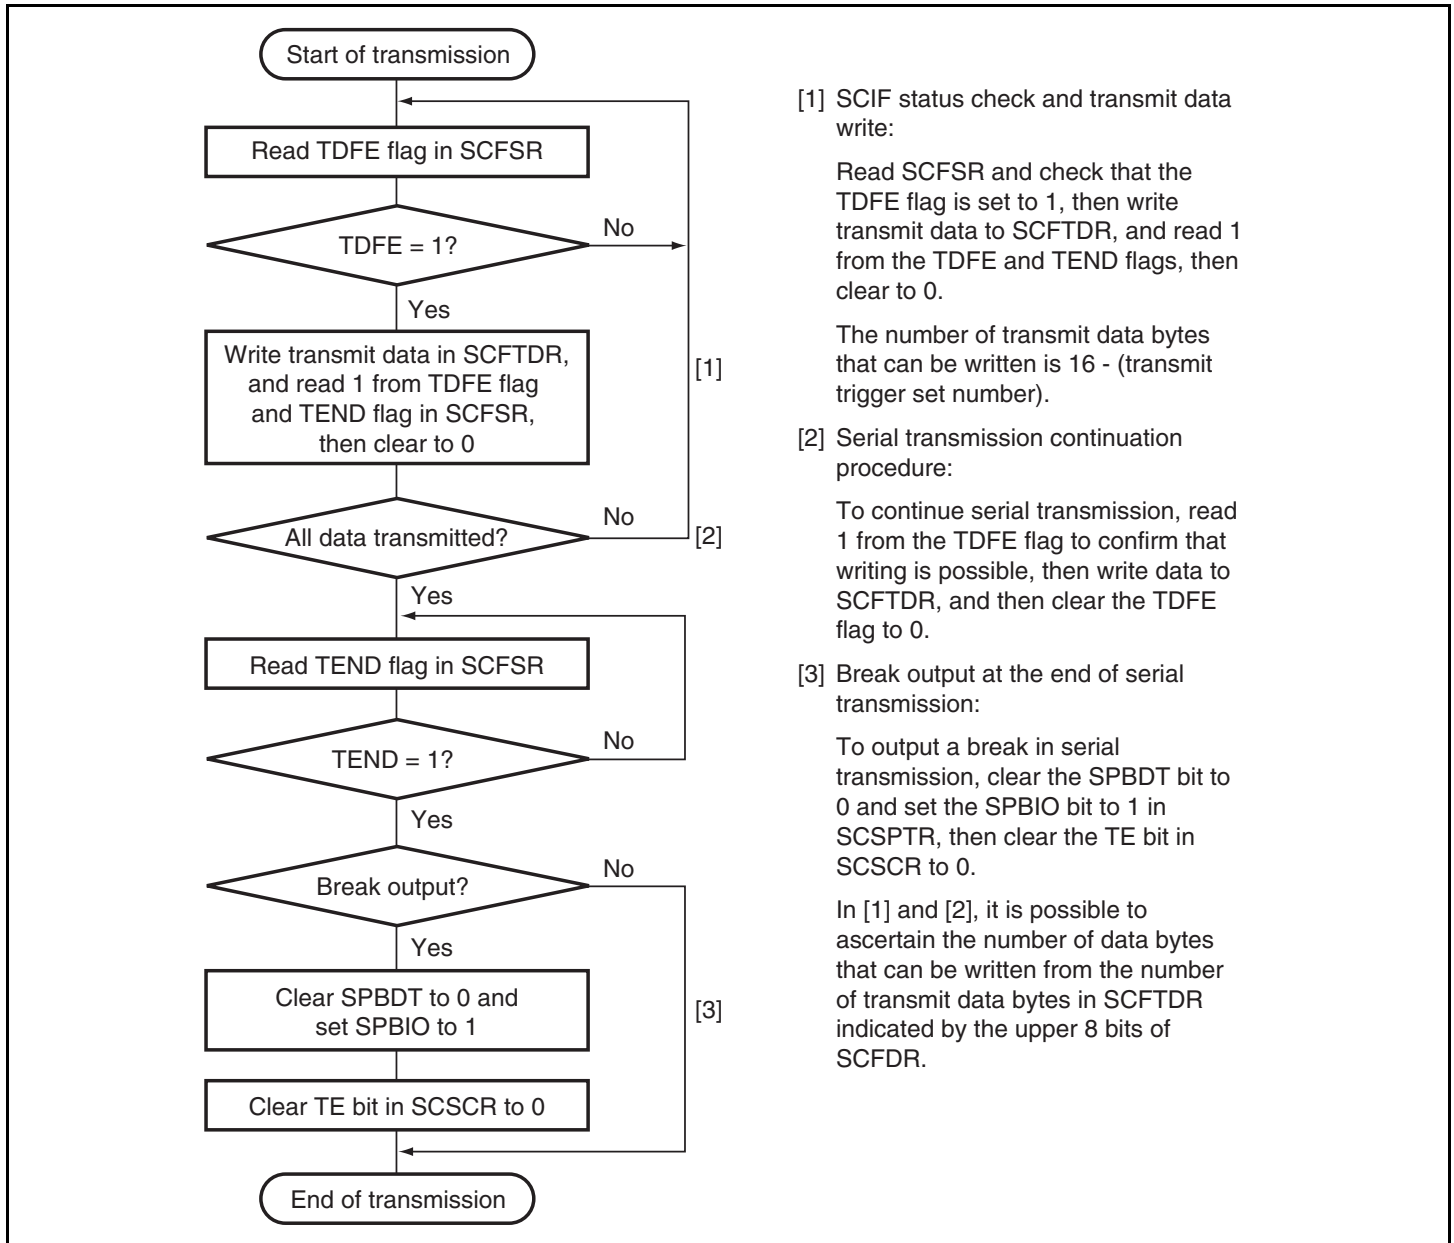 Start of transmission
Read TDFE flag in SCFSR
TDFE = 1?
No
Yes
Write transmit data in SCFTDR,
and read 1 from TDFE flag
and TEND flag in SCFSR,
then clear to 0
[1]
All data transmitted?
No
[2]
Yes
Read TEND flag in SCFSR
TEND = 1?
No
Yes
Break output?
No
Yes
Clear SPBDT to 0 and
set SPBIO to 1
[3]
Clear TE bit in SCSCR to 0
End of transmission
[1] SCIF status check and transmit data
write:
Read SCFSR and check that the
TDFE flag is set to 1, then write
transmit data to SCFTDR, and read 1
from the TDFE and TEND flags, then
clear to 0.
The number of transmit data bytes
that can be written is 16 - (transmit
trigger set number).
[2] Serial transmission continuation
procedure:
To continue serial transmission, read
1 from the TDFE flag to confirm that
writing is possible, then write data to
SCFTDR, and then clear the TDFE
flag to 0.
[3] Break output at the end of serial
transmission:
To output a break in serial
transmission, clear the SPBDT bit to
0 and set the SPBIO bit to 1 in
SCSPTR, then clear the TE bit in
SCSCR to 0.
In [1] and [2], it is possible to
ascertain the number of data bytes
that can be written from the number
of transmit data bytes in SCFTDR
indicated by the upper 8 bits of
SCFDR.